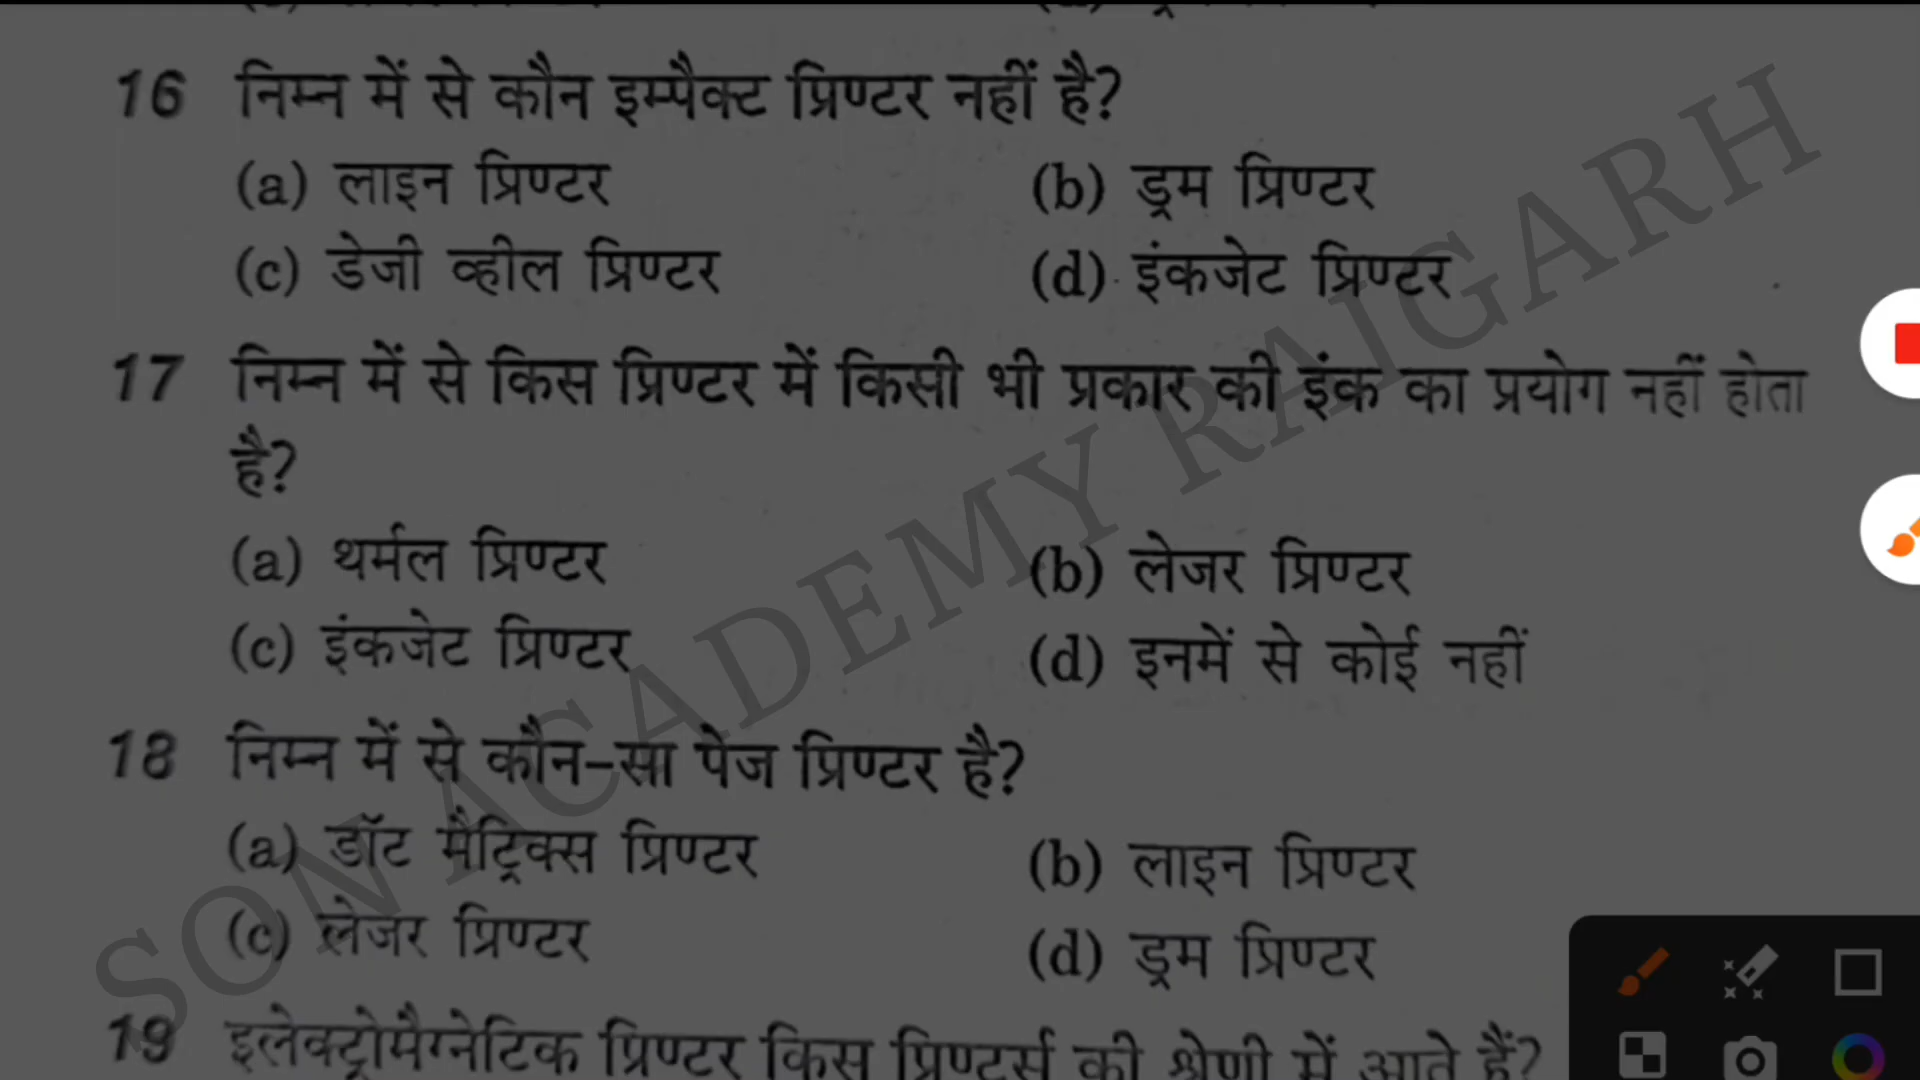 16 निम्न में से कौन इम्पैक्ट प्रिण्टर नहीं है?
(a) लाइन प्रिण्टर (b) ड्रम प्रिण्टर
(c) डेजी व्हील प्रिण्टर (d) इंकजेट प्रिण्टर
17 निम्न में से किस प्रिण्टर में किसी भी प्रकार की इंक का प्रयोग नहीं होता
है?
(a) थर्मल प्रिण्टर (b) लेजर प्रिण्टर
(c) इंकजेट प्रिण्टर (d) इनमें से कोई नहीं
18 निम्न में से कौन-सा पेज प्रिण्टर है?
(a) डॉट मैट्रिक्स प्रिण्टर (b) लाइन प्रिण्टर
(c) लेजर प्रिण्टर (d) ड्रम प्रिण्टर
19 इलेक्ट्रोमैग्नेटिक प्रिण्टर किस प्रिण्टर्स की श्रेणी में आते हैं?
SON ACADEMY RAIGARH